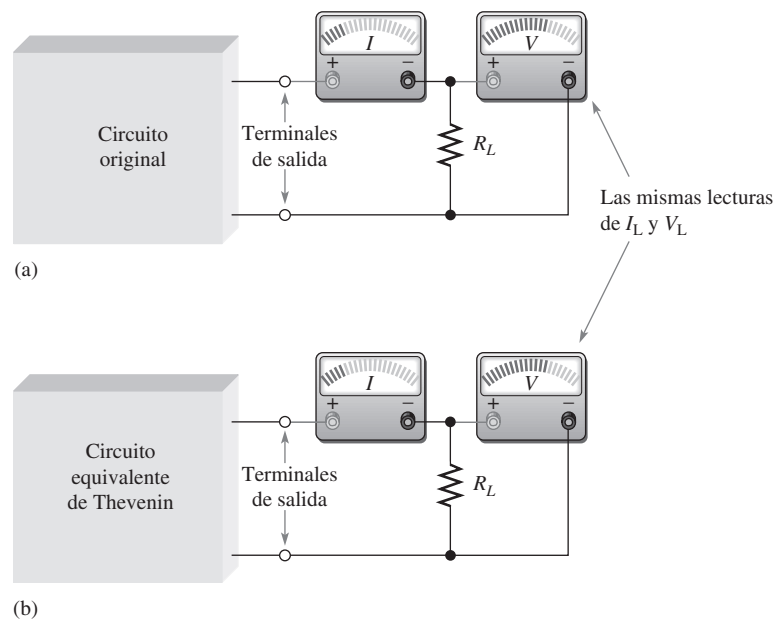 I
V
+
−
+
−
Circuito
original
Terminales
de salida
R_L
Las mismas lecturas
de I_L y V_L
(a)
I
V
+
−
+
−
Circuito
equivalente
de Thevenin
Terminales
de salida
R_L
(b)